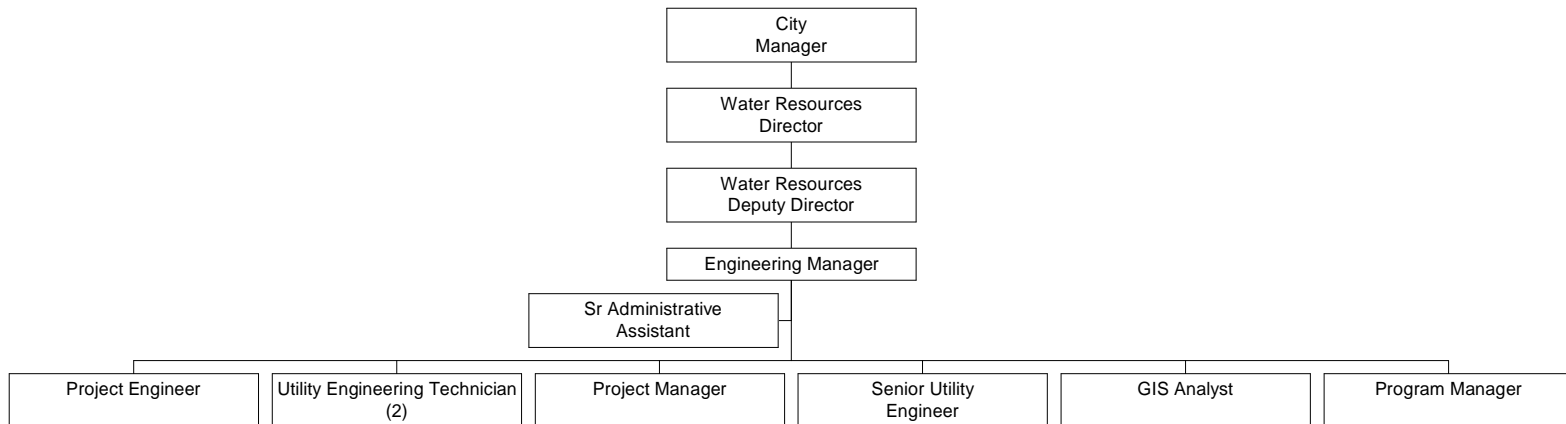 City
Manager
Water Resources
Director
Water Resources
Deputy Director
Engineering Manager
Sr Administrative
Assistant
Project Engineer
Utility Engineering Technician
(2)
Project Manager
Senior Utility
Engineer
GIS Analyst
Program Manager